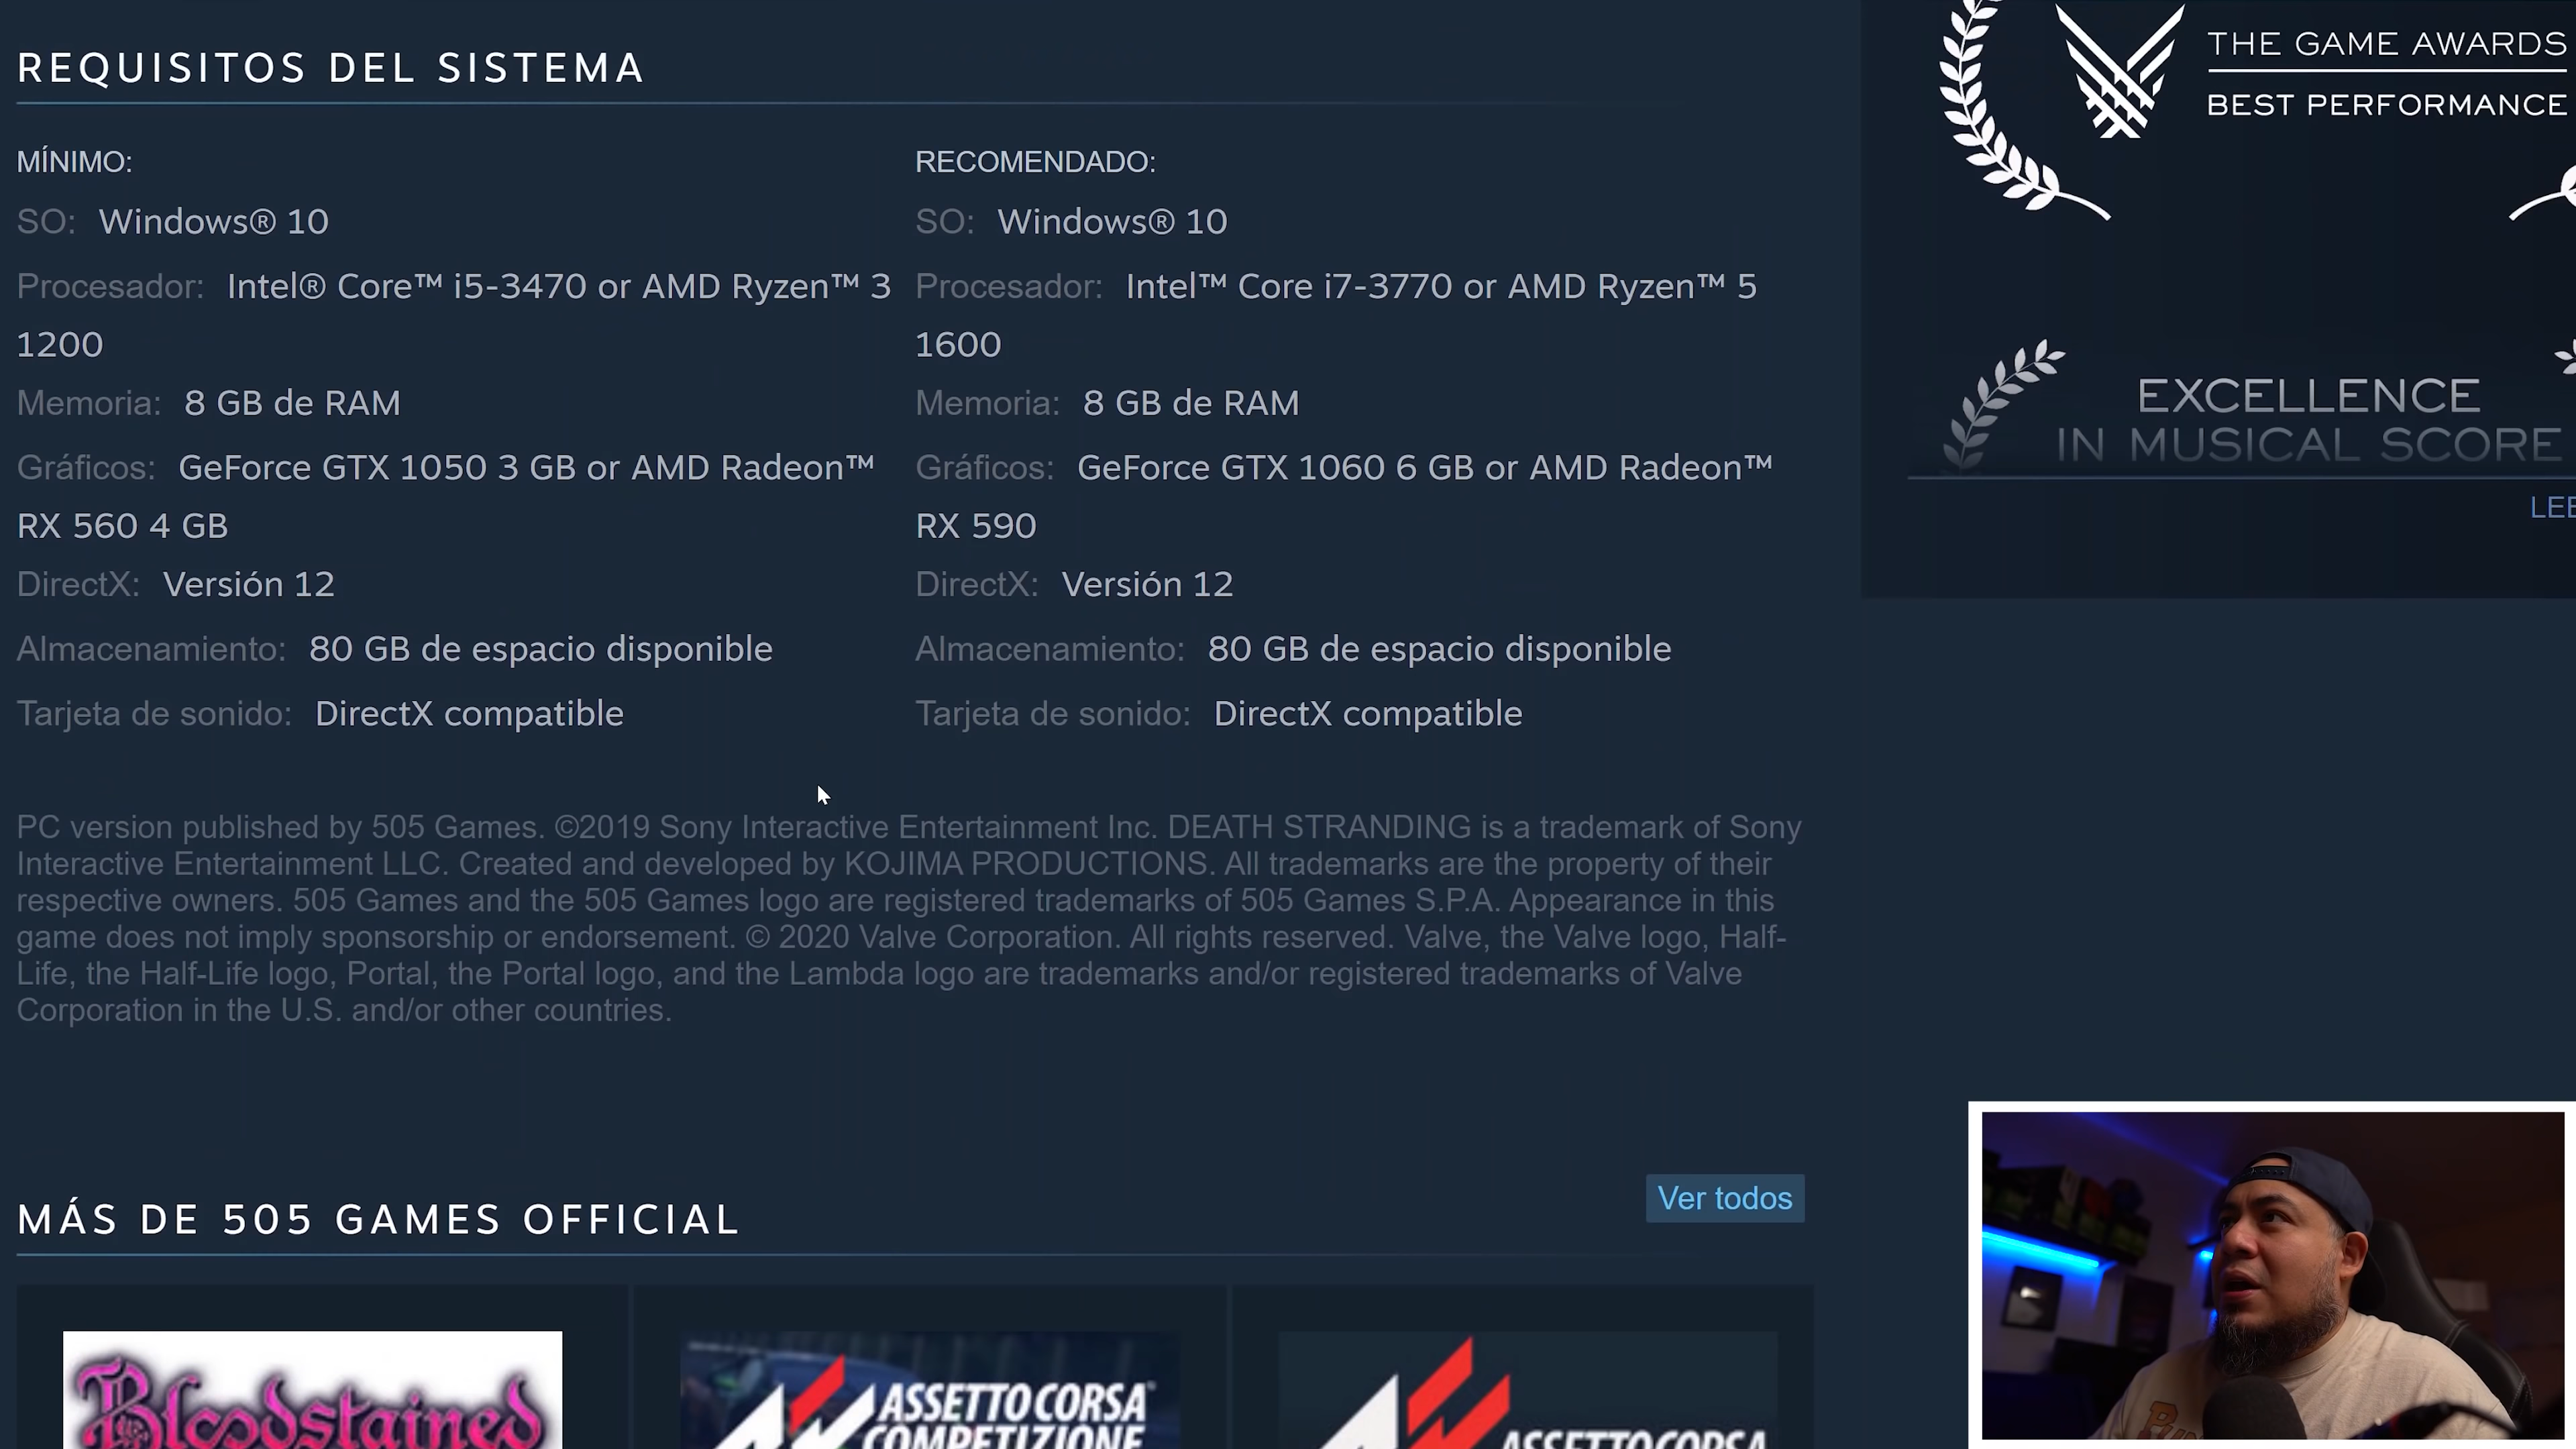 REQUISITOS DEL SISTEMA
MÍNIMO:
SO: Windows® 10
Procesador: Intel® Core™ i5-3470 or AMD Ryzen™ 3
1200
Memoria: 8 GB de RAM
Gráficos: GeForce GTX 1050 3 GB or AMD Radeon™
RX 560 4 GB
DirectX: Versión 12
Almacenamiento: 80 GB de espacio disponible
Tarjeta de sonido: DirectX compatible
RECOMENDADO:
SO: Windows® 10
Procesador: Intel™ Core i7-3770 or AMD Ryzen™ 5
1600
Memoria: 8 GB de RAM
Gráficos: GeForce GTX 1060 6 GB or AMD Radeon™
RX 590
DirectX: Versión 12
Almacenamiento: 80 GB de espacio disponible
Tarjeta de sonido: DirectX compatible
THE GAME AWARDS
BEST PERFORMANCE
EXCELLENCE
IN MUSICAL SCORE
PC version published by 505 Games. ©2019 Sony Interactive Entertainment Inc. DEATH STRANDING is a trademark of Sony
Interactive Entertainment LLC. Created and developed by KOJIMA PRODUCTIONS. All trademarks are the property of their
respective owners. 505 Games and the 505 Games logo are registered trademarks of 505 Games S.P.A. Appearance in this
game does not imply sponsorship or endorsement. © 2020 Valve Corporation. All rights reserved. Valve, the Valve logo, Half-
Life, the Half-Life logo, Portal, the Portal logo, and the Lambda logo are trademarks and/or registered trademarks of Valve
Corporation in the U.S. and/or other countries.
MÁS DE 505 GAMES OFFICIAL
Ver todos
Bloodstained
ASSETTO CORSA
COMPETIZIONE
ASSETTO CORSA